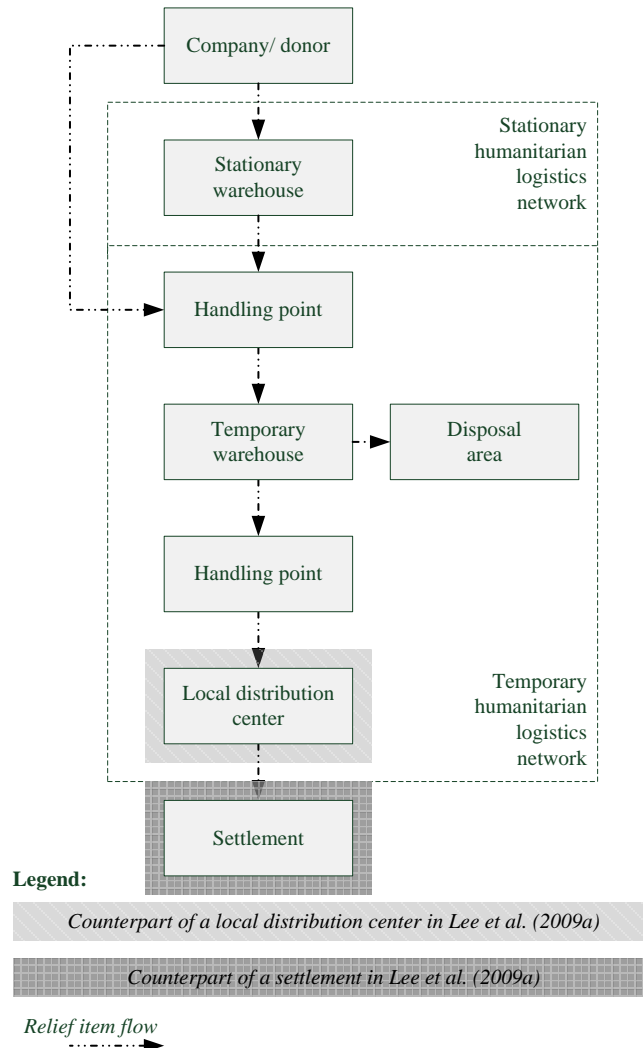 Company/ donor
Stationary
humanitarian
logistics
network
Stationary
warehouse
Handling point
Temporary
warehouse
Disposal
area
Handling point
Local distribution
center
Temporary
humanitarian
logistics
network
Settlement
Legend:
Counterpart of a local distribution center in Lee et al. (2009a)
Counterpart of a settlement in Lee et al. (2009a)
Relief item flow